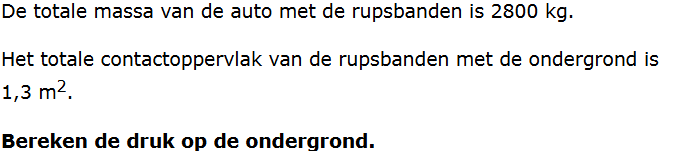 De totale massa van de auto met de rupsbanden is 2800 kg.
Het totale contactoppervlak van de rupsbanden met de ondergrond is
1,3 m².
Bereken de druk op de ondergrond.